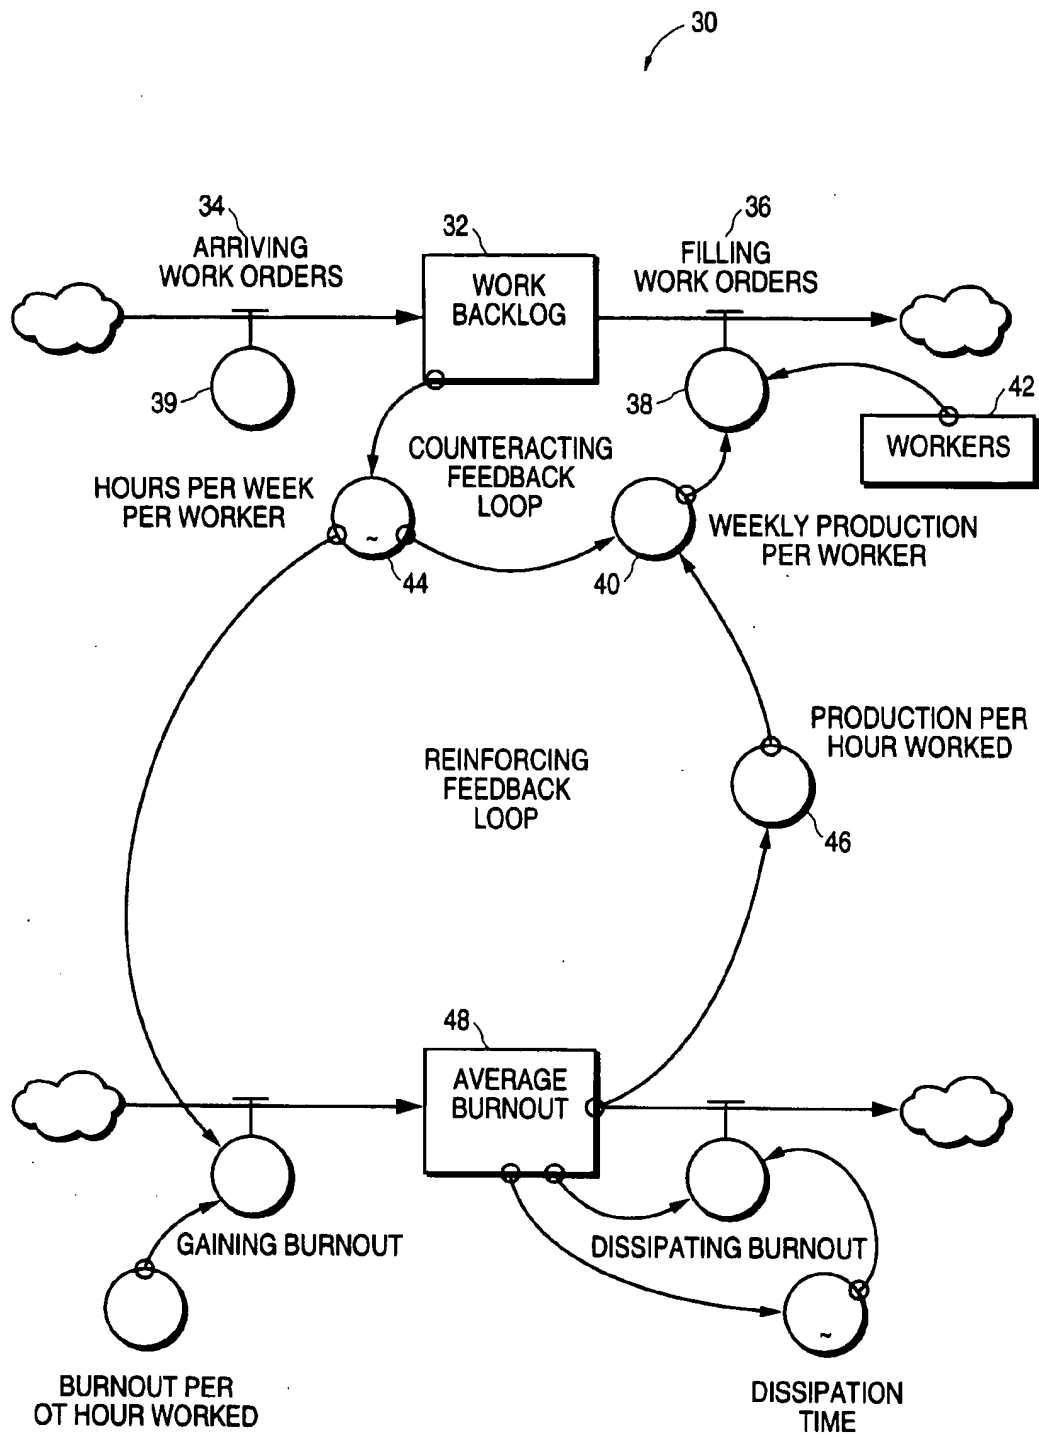 30
34
ARRIVING
WORK ORDERS
32
WORK
BACKLOG
36
FILLING
WORK ORDERS
39
38
42
WORKERS
COUNTERACTING
FEEDBACK
LOOP
HOURS PER WEEK
PER WORKER
~
44
40
WEEKLY PRODUCTION
PER WORKER
REINFORCING
FEEDBACK
LOOP
PRODUCTION PER
HOUR WORKED
46
48
AVERAGE
BURNOUT
GAINING BURNOUT
DISSIPATING BURNOUT
~
BURNOUT PER
OT HOUR WORKED
DISSIPATION
TIME